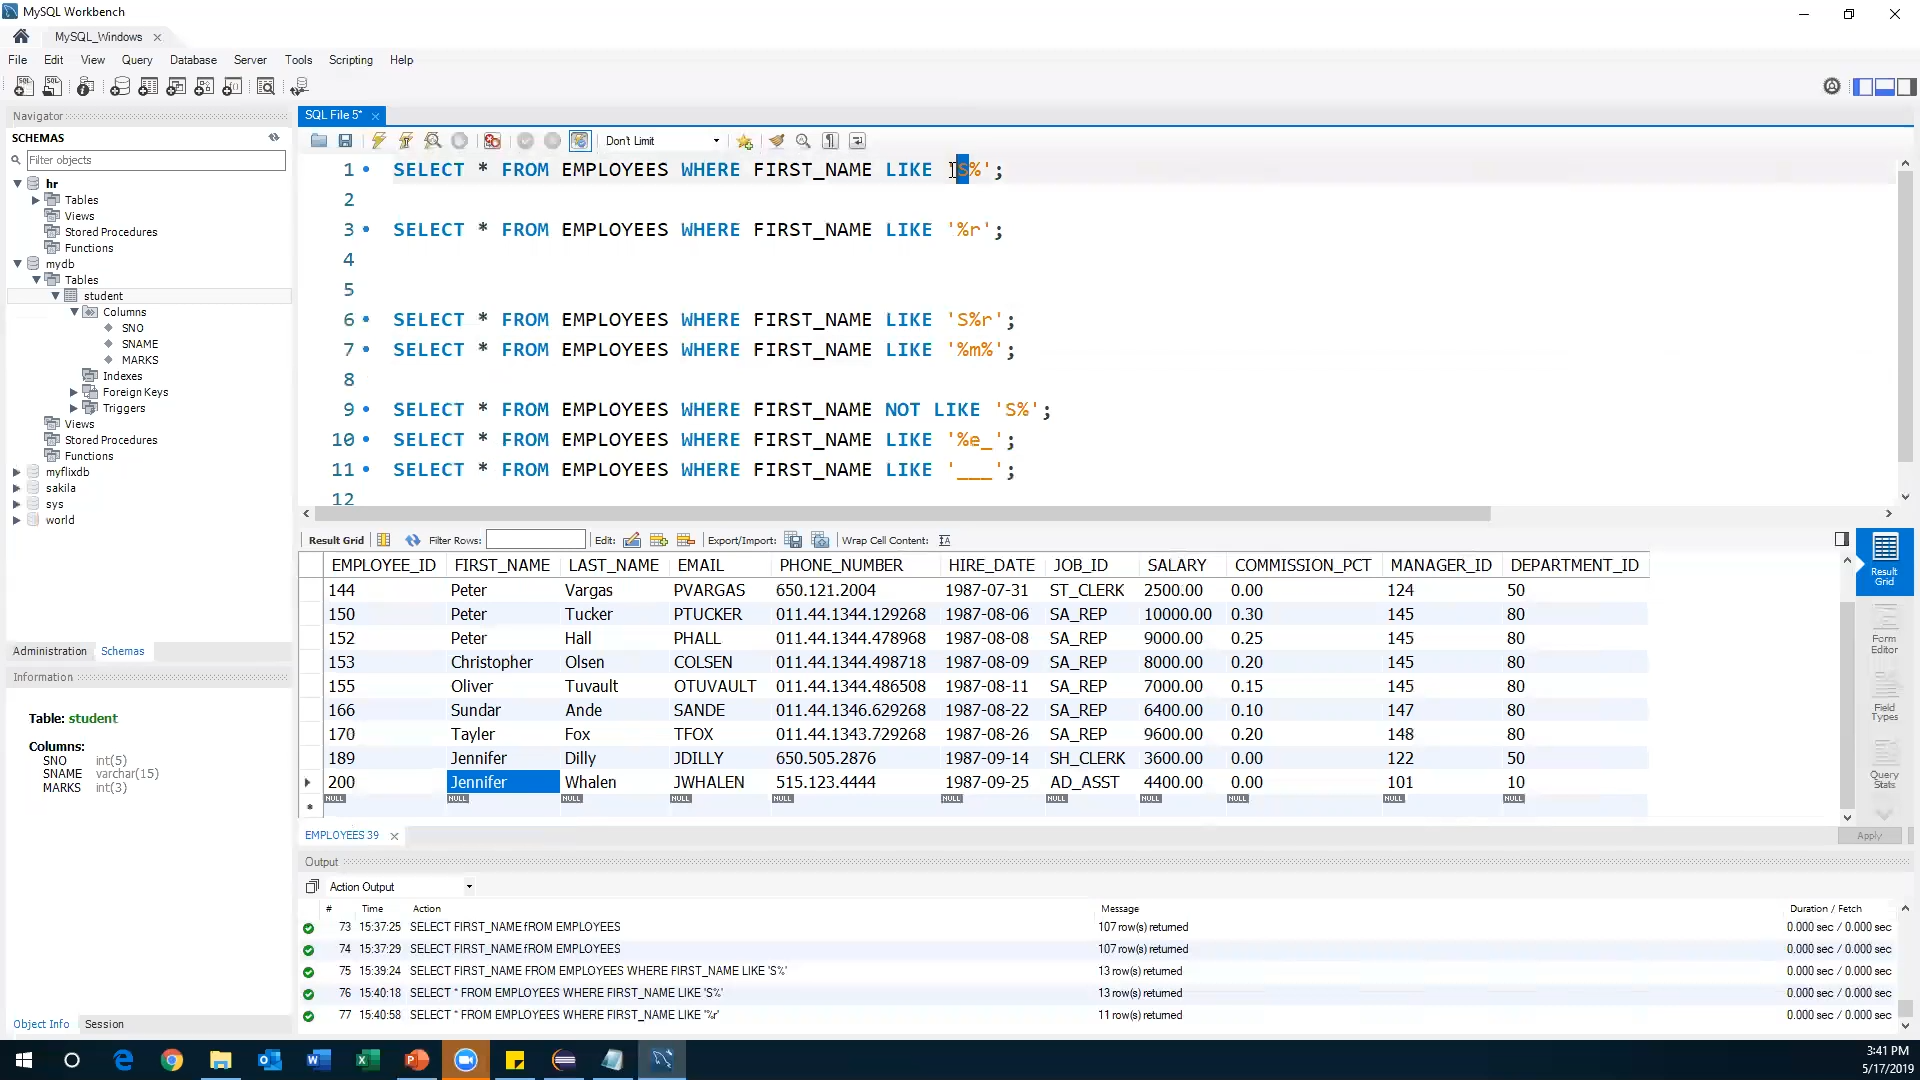 MySQL Workbench
MySQL_Windows
File Edit View Query Database Server Tools Scripting Help
Navigator
SCHEMAS
Filter objects
hr
Tables
Views
Stored Procedures
Functions
mydb
Tables
student
Columns
SNO
SNAME
MARKS
Indexes
Foreign Keys
Triggers
Views
Stored Procedures
Functions
myflixdb
sakila
sys
world
Administration Schemas
Information
Table: student
Columns:
SNO int(5)
SNAME varchar(15)
MARKS int(3)
Object Info Session
SQL File 5*
Don't Limit
1 SELECT * FROM EMPLOYEES WHERE FIRST_NAME LIKE 'S%';
2
3 SELECT * FROM EMPLOYEES WHERE FIRST_NAME LIKE '%r';
4
5
6 SELECT * FROM EMPLOYEES WHERE FIRST_NAME LIKE 'S%r';
7 SELECT * FROM EMPLOYEES WHERE FIRST_NAME LIKE '%m%';
8
9 SELECT * FROM EMPLOYEES WHERE FIRST_NAME NOT LIKE 'S%';
10 SELECT * FROM EMPLOYEES WHERE FIRST_NAME LIKE '%e_';
11 SELECT * FROM EMPLOYEES WHERE FIRST_NAME LIKE '___';
12
Result Grid Filter Rows: Edit: Export/Import: Wrap Cell Content:
EMPLOYEE_ID FIRST_NAME LAST_NAME EMAIL PHONE_NUMBER HIRE_DATE JOB_ID SALARY COMMISSION_PCT MANAGER_ID DEPARTMENT_ID
144 Peter Vargas PVARGAS 650.121.2004 1987-07-31 ST_CLERK 2500.00 0.00 124 50
150 Peter Tucker PTUCKER 011.44.1344.129268 1987-08-06 SA_REP 10000.00 0.30 145 80
152 Peter Hall PHALL 011.44.1344.478968 1987-08-08 SA_REP 9000.00 0.25 145 80
153 Christopher Olsen COLSEN 011.44.1344.498718 1987-08-09 SA_REP 8000.00 0.20 145 80
155 Oliver Tuvault OTUVAULT 011.44.1344.486508 1987-08-11 SA_REP 7000.00 0.15 145 80
166 Sundar Ande SANDE 011.44.1346.629268 1987-08-22 SA_REP 6400.00 0.10 147 80
170 Tayler Fox TFOX 011.44.1343.729268 1987-08-26 SA_REP 9600.00 0.20 148 80
189 Jennifer Dilly JDILLY 650.505.2876 1987-09-14 SH_CLERK 3600.00 0.00 122 50
200 Jennifer Whalen JWHALEN 515.123.4444 1987-09-25 AD_ASST 4400.00 0.00 101 10
NULL NULL NULL NULL NULL NULL NULL NULL NULL NULL NULL
Result Grid
Form Editor
Field Types
Query Stats
EMPLOYEES 39
Apply
Output
Action Output
# Time Action Message Duration / Fetch
73 15:37:25 SELECT FIRST_NAME fROM EMPLOYEES 107 row(s) returned 0.000 sec / 0.000 sec
74 15:37:29 SELECT FIRST_NAME fROM EMPLOYEES 107 row(s) returned 0.000 sec / 0.000 sec
75 15:39:24 SELECT FIRST_NAME FROM EMPLOYEES WHERE FIRST_NAME LIKE 'S%' 13 row(s) returned 0.000 sec / 0.000 sec
76 15:40:18 SELECT * FROM EMPLOYEES WHERE FIRST_NAME LIKE 'S%' 13 row(s) returned 0.000 sec / 0.000 sec
77 15:40:58 SELECT * FROM EMPLOYEES WHERE FIRST_NAME LIKE '%r' 11 row(s) returned 0.000 sec / 0.000 sec
3:41 PM
5/17/2019